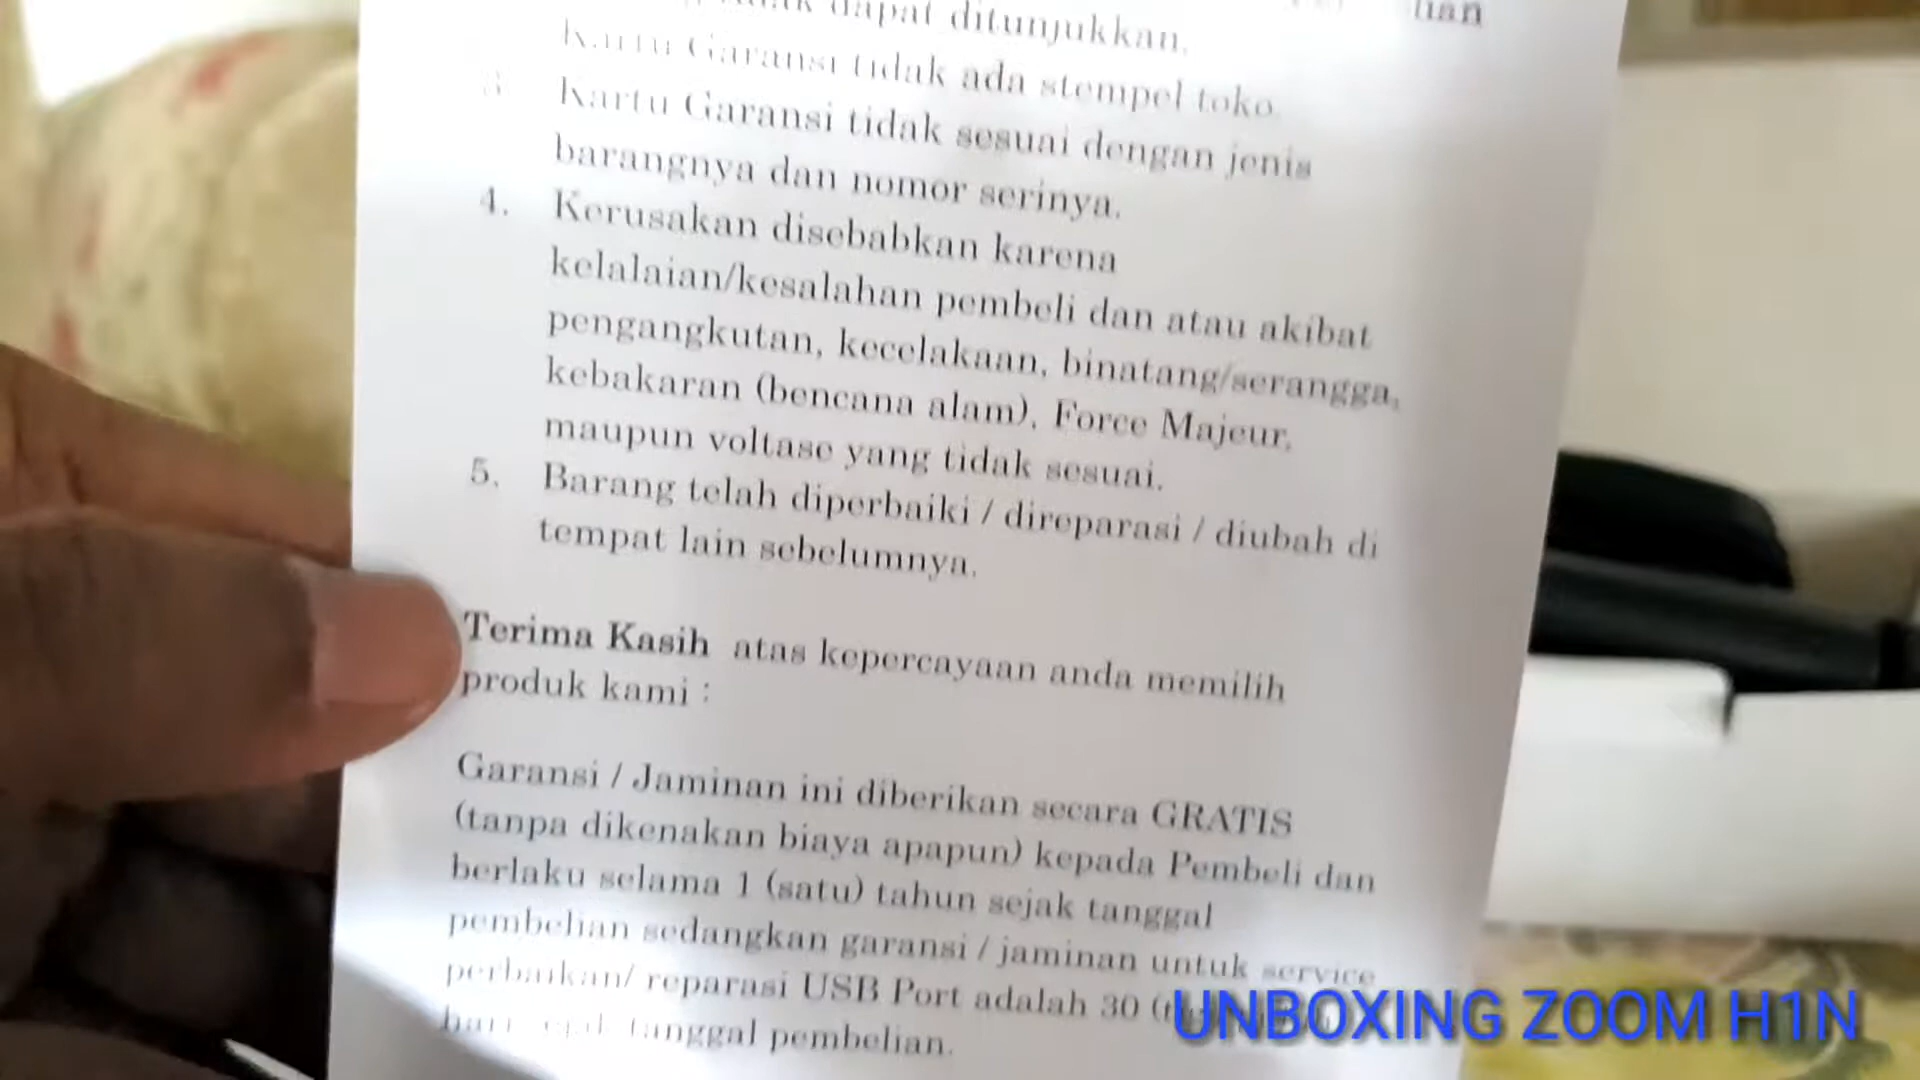 tidak dapat ditunjukkan.
Kartu Garansi tidak ada stempel toko.
3. Kartu Garansi tidak sesuai dengan jenis
barangnya dan nomor serinya.
4. Kerusakan disebabkan karena
kelalaian/kesalahan pembeli dan atau akibat
pengangkutan, kecelakaan, binatang/serangga,
kebakaran (bencana alam), Force Majeur,
maupun voltase yang tidak sesuai.
5. Barang telah diperbaiki / direparasi / diubah di
tempat lain sebelumnya.
Terima Kasih atas kepercayaan anda memilih
produk kami :
Garansi / Jaminan ini diberikan secara GRATIS
(tanpa dikenakan biaya apapun) kepada Pembeli dan
berlaku selama 1 (satu) tahun sejak tanggal
pembelian sedangkan garansi / jaminan untuk service
perbaikan/ reparasi USB Port adalah 30
hari sejak tanggal pembelian.
UNBOXING ZOOM H1N